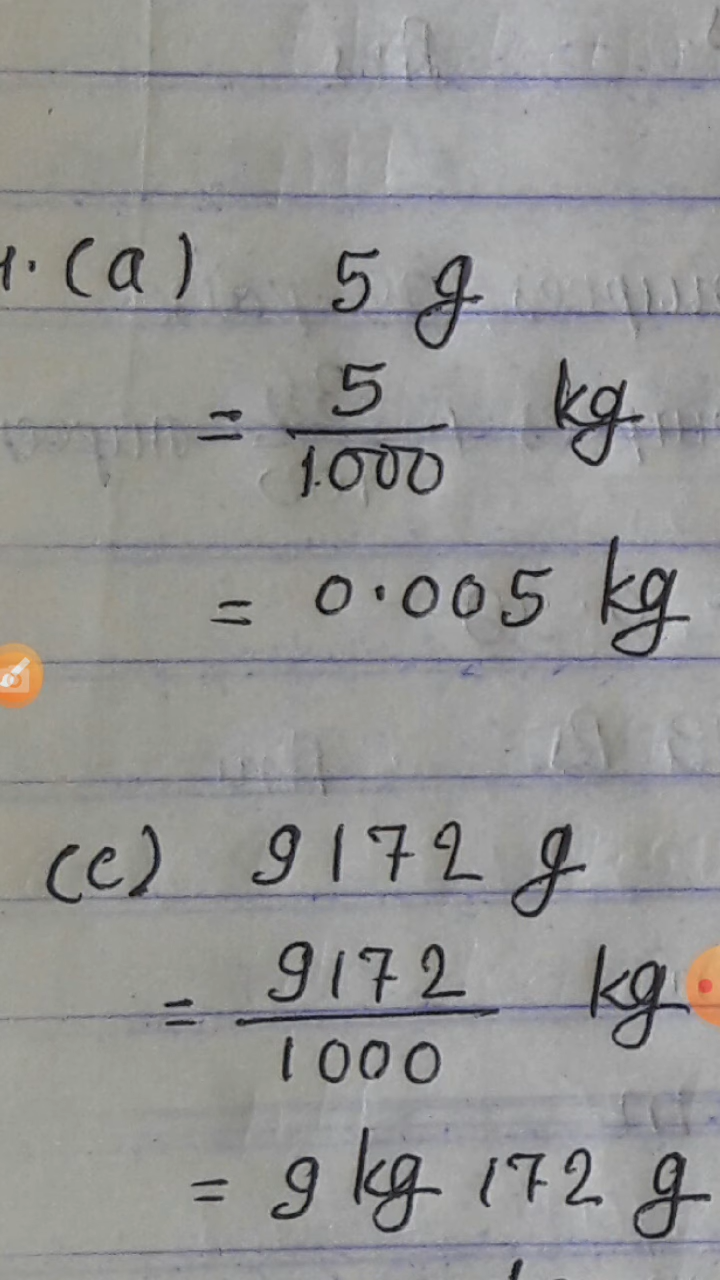 1. (a) 5 g
= 5/1000 kg
= 0.005 kg
(c) 9172 g
= 9172/1000 kg
= 9 kg 172 g